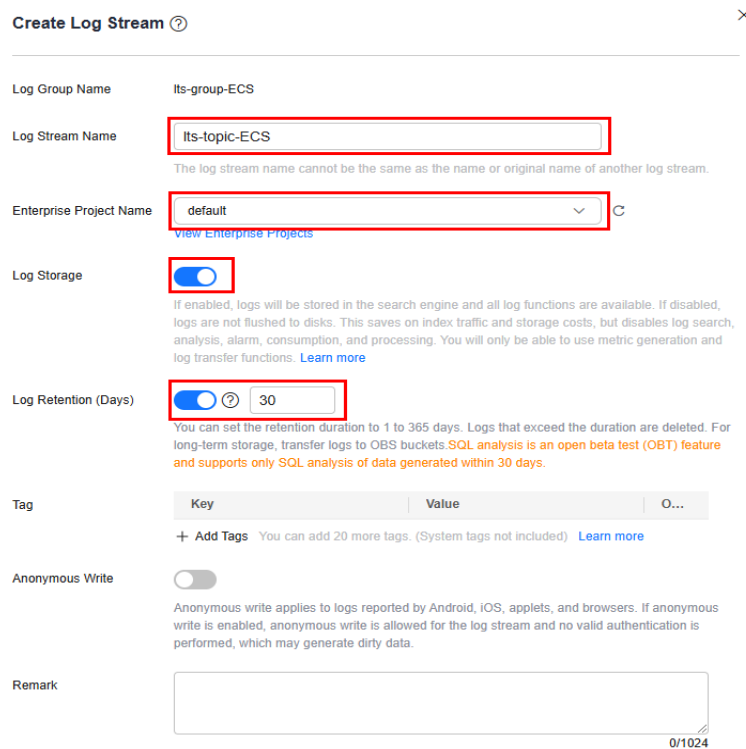 Create Log Stream
Log Group Name lts-group-ECS
Log Stream Name lts-topic-ECS
The log stream name cannot be the same as the name or original name of another log stream.
Enterprise Project Name default
View Enterprise Projects
Log Storage
If enabled, logs will be stored in the search engine and all log functions are available. If disabled,
logs are not flushed to disks. This saves on index traffic and storage costs, but disables log search,
analysis, alarm, consumption, and processing. You will only be able to use metric generation and
log transfer functions. Learn more
Log Retention (Days) 30
You can set the retention duration to 1 to 365 days. Logs that exceed the duration are deleted. For
long-term storage, transfer logs to OBS buckets.SQL analysis is an open beta test (OBT) feature
and supports only SQL analysis of data generated within 30 days.
Tag Key Value O...
+ Add Tags You can add 20 more tags. (System tags not included) Learn more
Anonymous Write
Anonymous write applies to logs reported by Android, iOS, applets, and browsers. If anonymous
write is enabled, anonymous write is allowed for the log stream and no valid authentication is
performed, which may generate dirty data.
Remark
0/1024